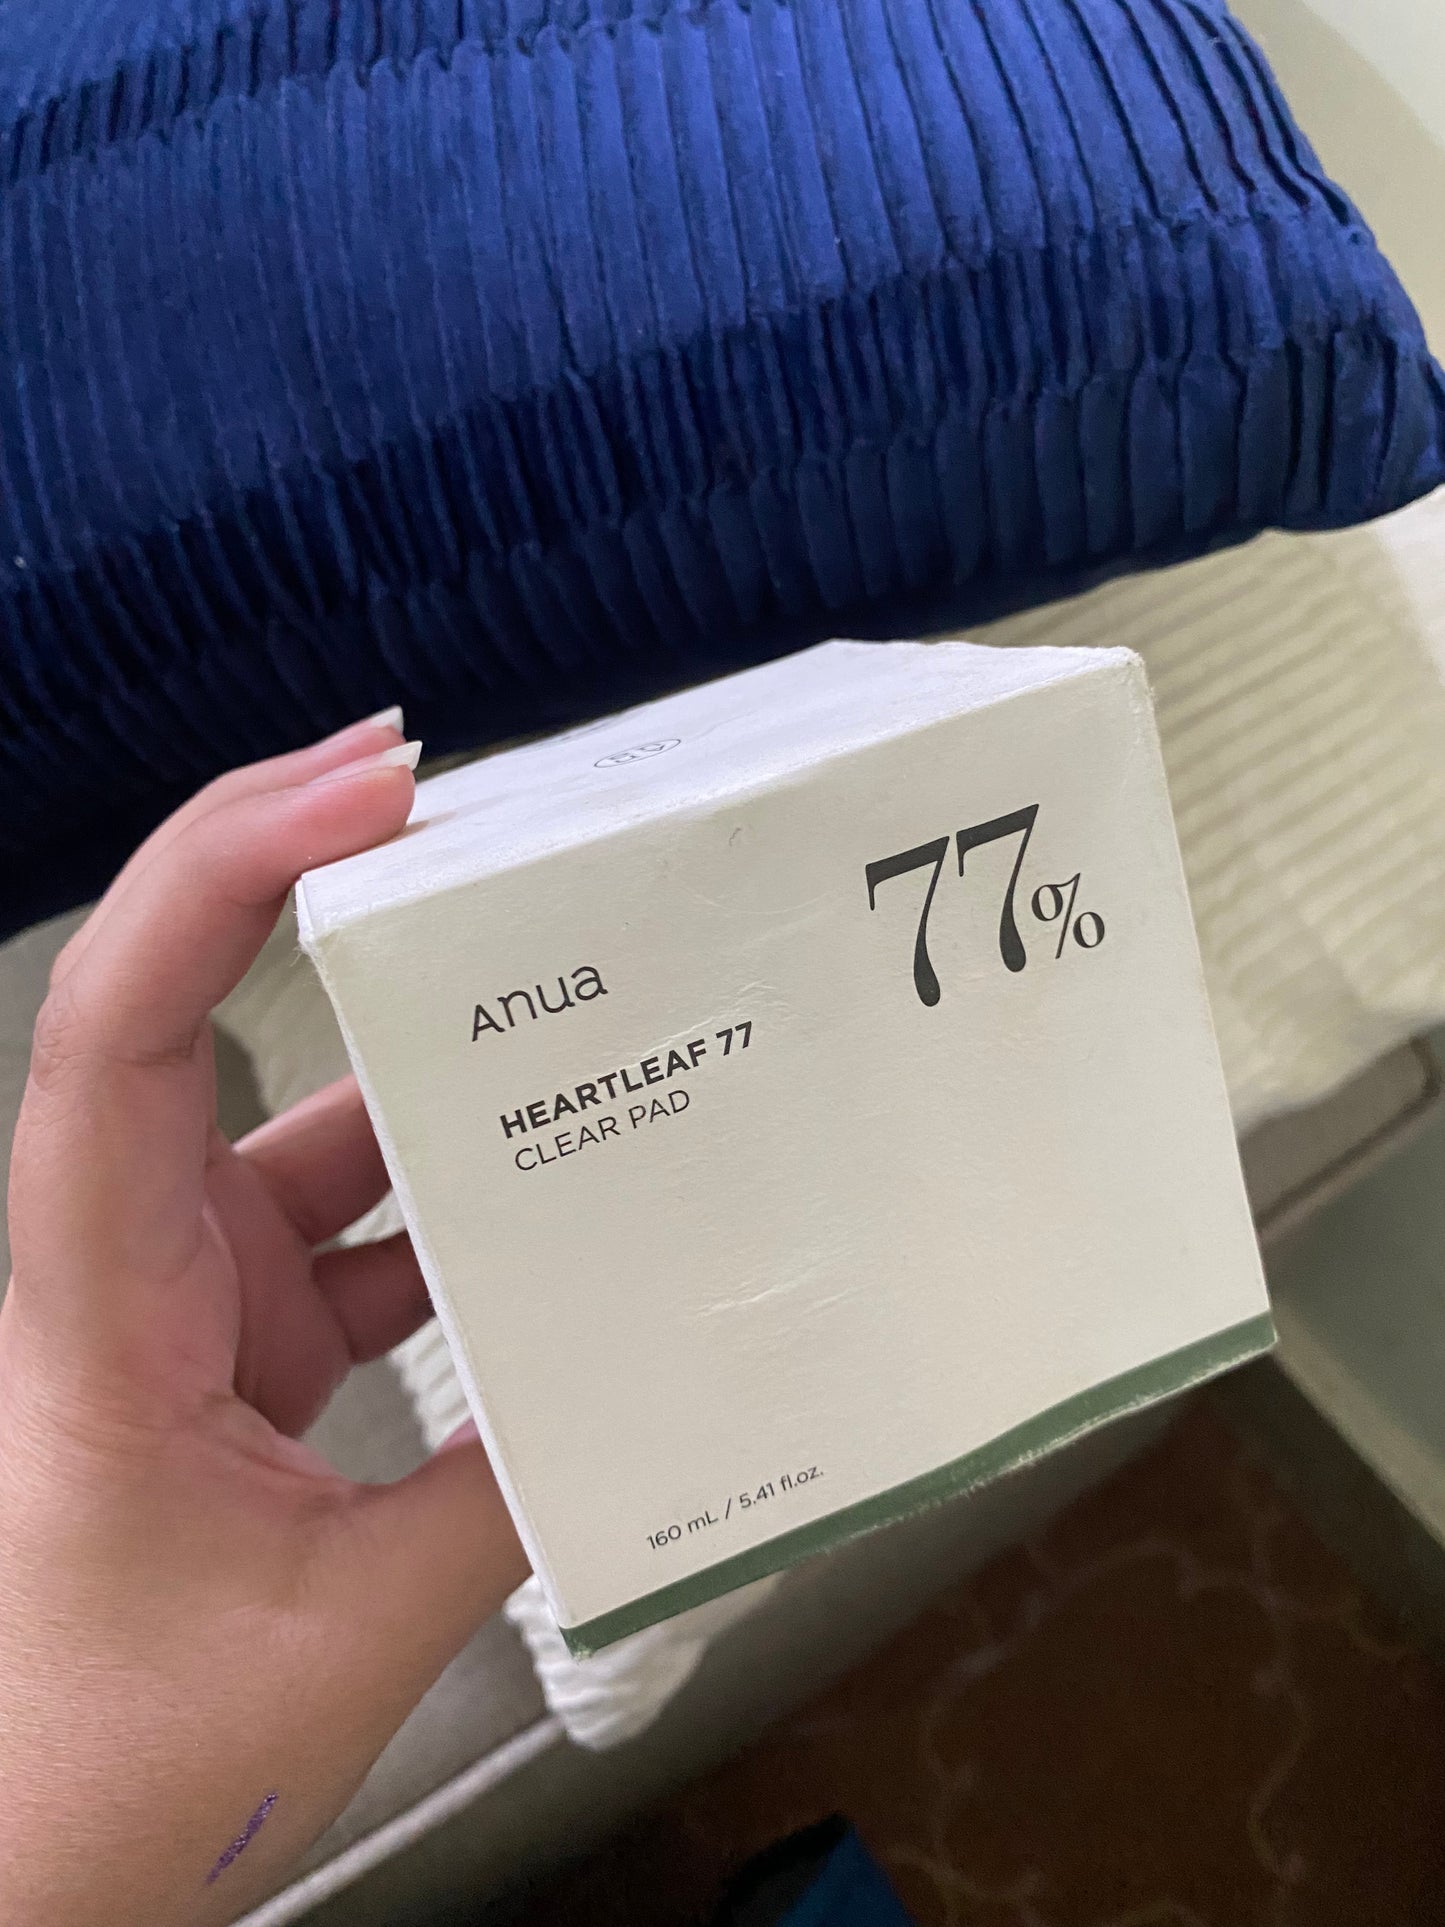 77%
Anua
HEARTLEAF 77
CLEAR PAD
160 mL / 5.41 fl.oz.